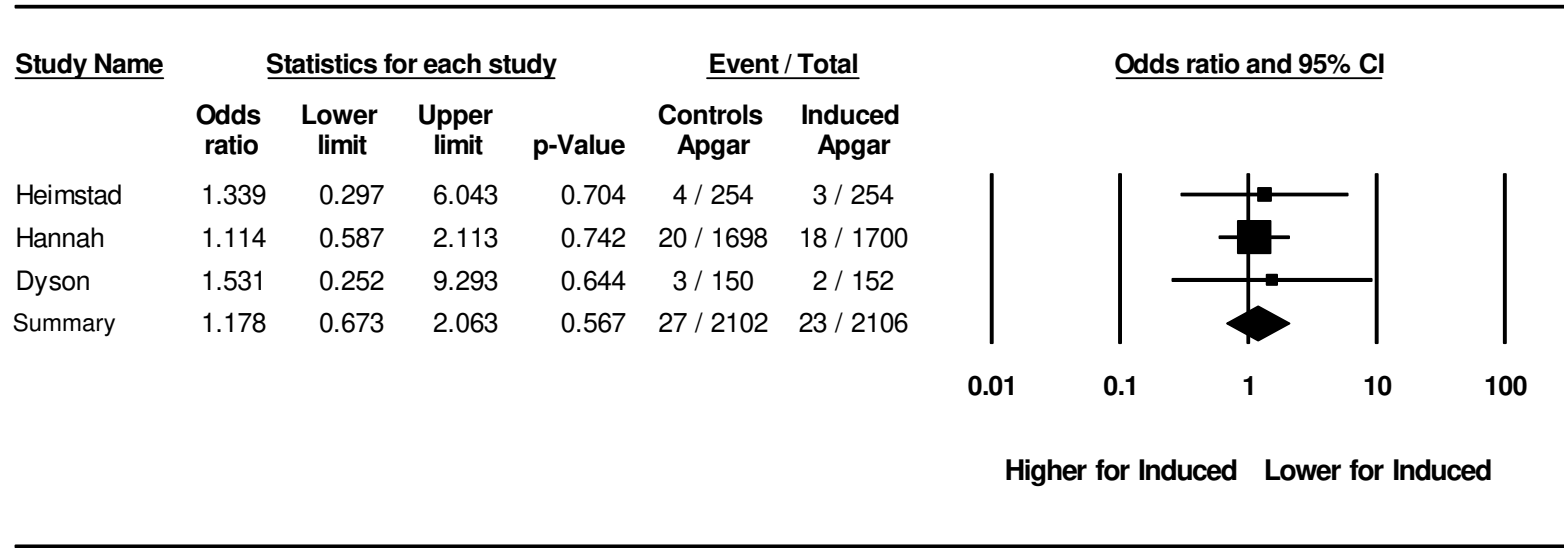 Study Name Statistics for each study Event / Total Odds ratio and 95% CI
Odds Lower Upper Controls Induced
ratio limit limit p-Value Apgar Apgar
Heimstad 1.339 0.297 6.043 0.704 4 / 254 3 / 254
Hannah 1.114 0.587 2.113 0.742 20 / 1698 18 / 1700
Dyson 1.531 0.252 9.293 0.644 3 / 150 2 / 152
Summary 1.178 0.673 2.063 0.567 27 / 2102 23 / 2106
0.01 0.1 1 10 100
Higher for Induced Lower for Induced